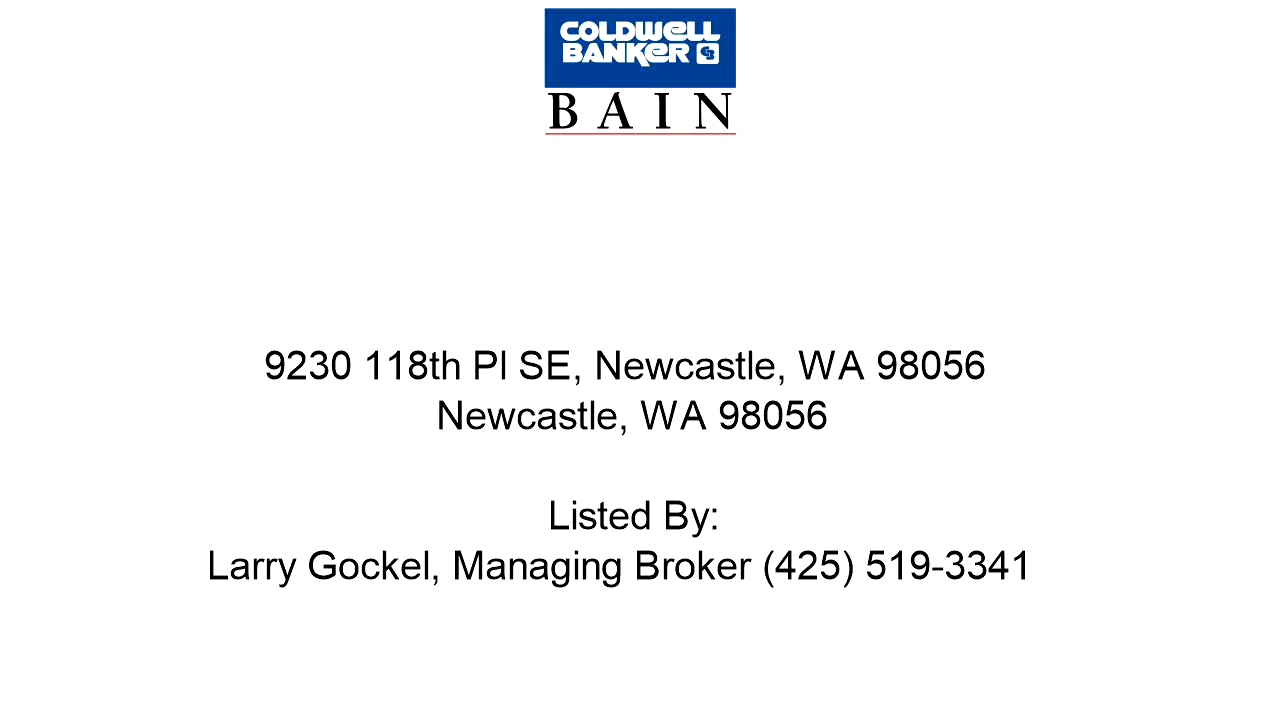 COLDWELL
BANKER CB
BAIN
9230 118th Pl SE, Newcastle, WA 98056
Newcastle, WA 98056
Listed By:
Larry Gockel, Managing Broker (425) 519-3341